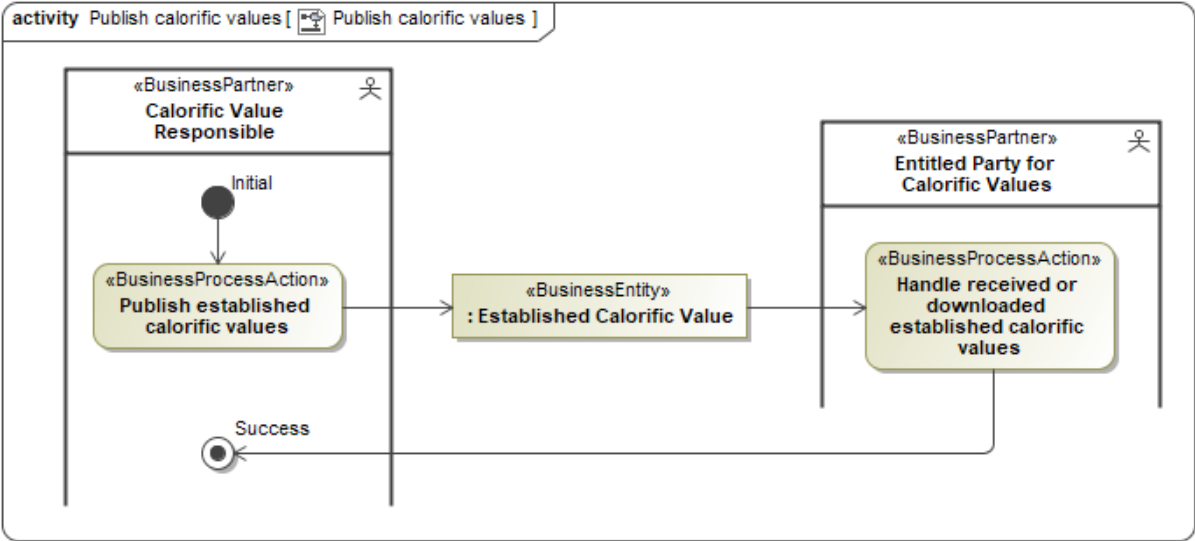 activity Publish calorific values [ Publish calorific values ]
«BusinessPartner»
Calorific Value
Responsible
«BusinessPartner»
Entitled Party for
Calorific Values
Initial
«BusinessProcessAction»
Publish established
calorific values
«BusinessEntity»
: Established Calorific Value
«BusinessProcessAction»
Handle received or
downloaded
established calorific
values
Success